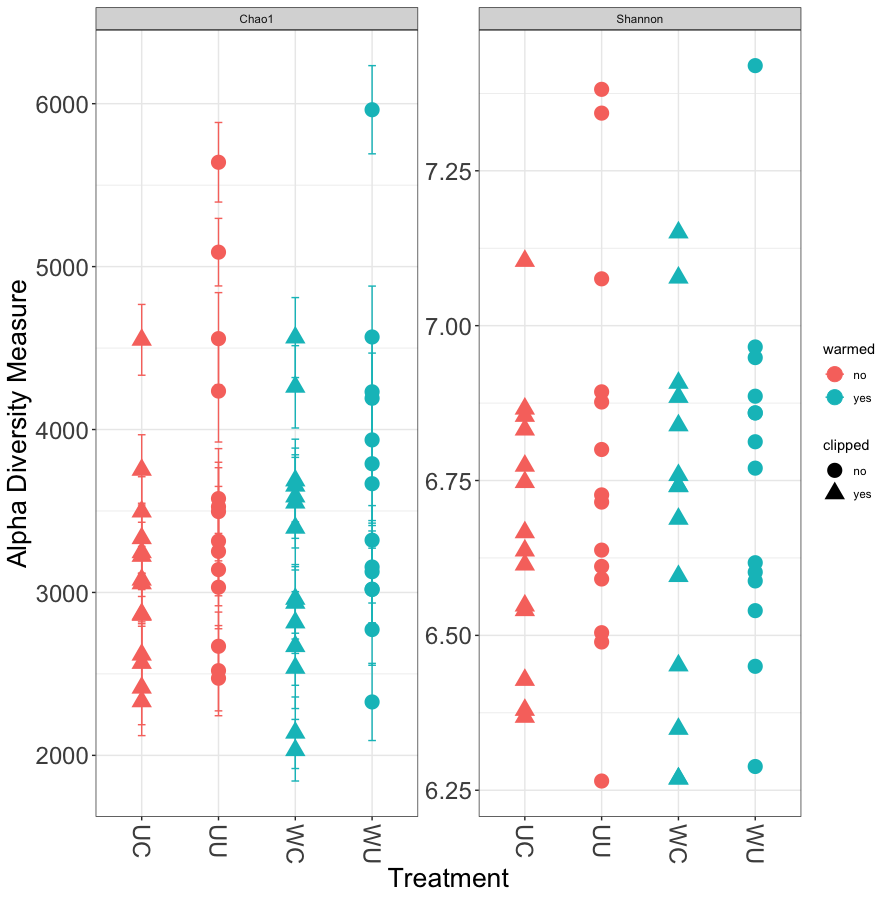 Chao1
Shannon
Alpha Diversity Measure
6000
5000
4000
3000
2000
7.25
7.00
6.75
6.50
6.25
UC
UU
WC
WU
UC
UU
WC
WU
Treatment
warmed
no
yes
clipped
no
yes